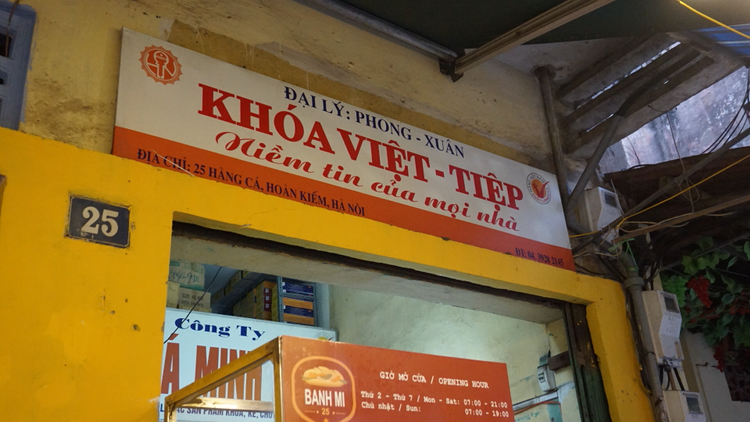 ĐẠI LÝ: PHONG - XUÂN
KHÓA VIỆT - TIỆP
Niềm tin của mọi nhà
ĐỊA CHỈ: 25 HÀNG CÁ, HOÀN KIẾM, HÀ NỘI
25
Công Ty
Á MINH
GIỜ MỞ CỬA / OPENING HOUR
Thứ 2 - Thứ 7 / Mon - Sat: 07:00 - 21:00
Chủ nhật / Sun: 07:00 - 19:00
BANH MI
25